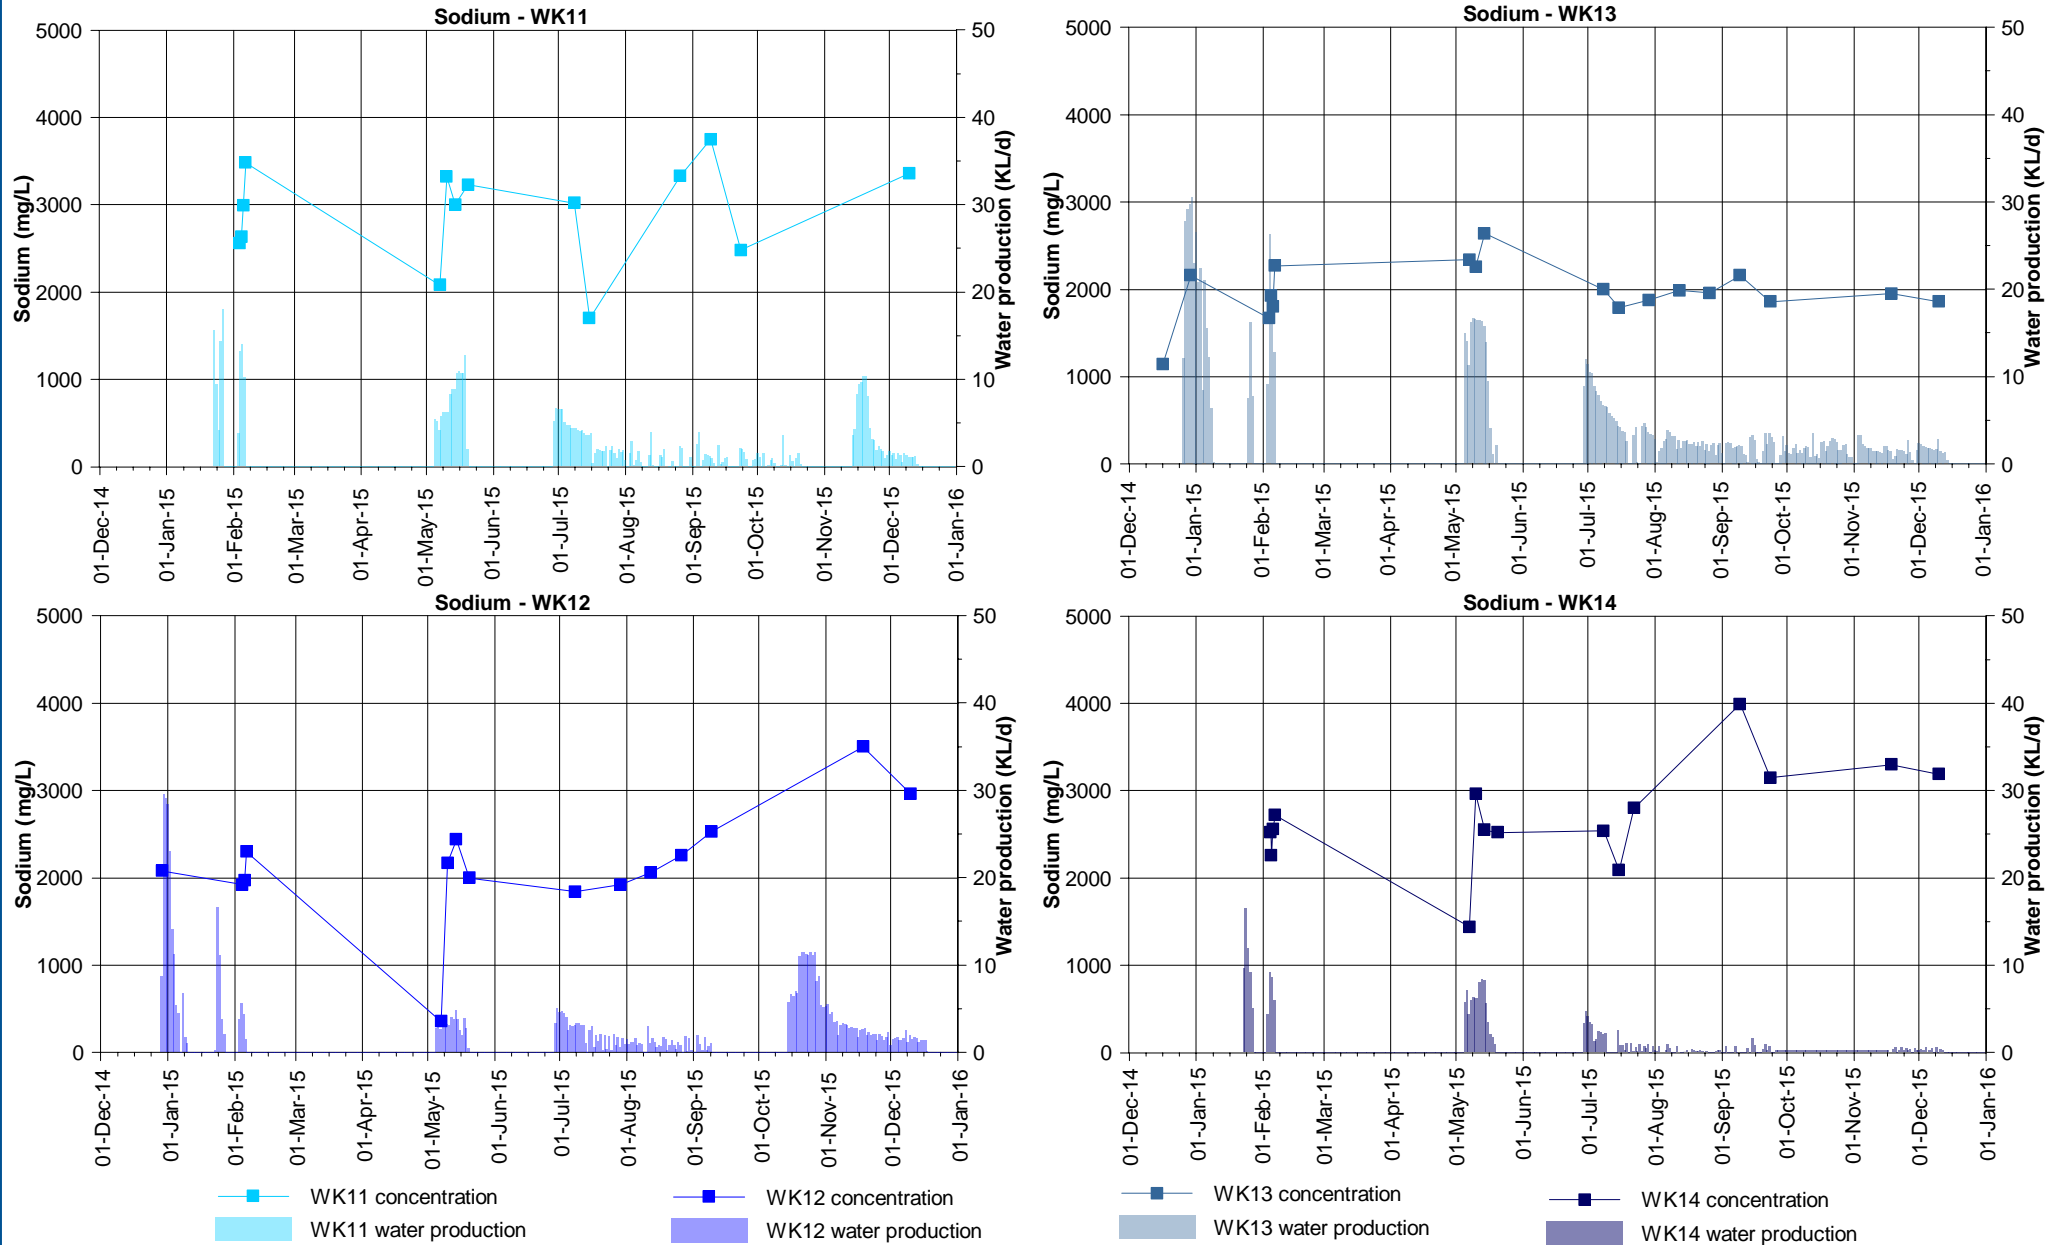 Sodium - WK11
5000
4000
3000
2000
1000
0
50
40
30
20
10
0
Sodium (mg/L)
Water production (KL/d)
01-Dec-14
01-Jan-15
01-Feb-15
01-Mar-15
01-Apr-15
01-May-15
01-Jun-15
01-Jul-15
01-Aug-15
01-Sep-15
01-Oct-15
01-Nov-15
01-Dec-15
01-Jan-16
Sodium - WK13
5000
4000
3000
2000
1000
0
50
40
30
20
10
0
Sodium (mg/L)
Water production (KL/d)
01-Dec-14
01-Jan-15
01-Feb-15
01-Mar-15
01-Apr-15
01-May-15
01-Jun-15
01-Jul-15
01-Aug-15
01-Sep-15
01-Oct-15
01-Nov-15
01-Dec-15
01-Jan-16
Sodium - WK12
5000
4000
3000
2000
1000
0
50
40
30
20
10
0
Sodium (mg/L)
Water production (KL/d)
01-Dec-14
01-Jan-15
01-Feb-15
01-Mar-15
01-Apr-15
01-May-15
01-Jun-15
01-Jul-15
01-Aug-15
01-Sep-15
01-Oct-15
01-Nov-15
01-Dec-15
01-Jan-16
Sodium - WK14
5000
4000
3000
2000
1000
0
50
40
30
20
10
0
Sodium (mg/L)
Water production (KL/d)
01-Dec-14
01-Jan-15
01-Feb-15
01-Mar-15
01-Apr-15
01-May-15
01-Jun-15
01-Jul-15
01-Aug-15
01-Sep-15
01-Oct-15
01-Nov-15
01-Dec-15
01-Jan-16
WK11 concentration
WK11 water production
WK12 concentration
WK12 water production
WK13 concentration
WK13 water production
WK14 concentration
WK14 water production